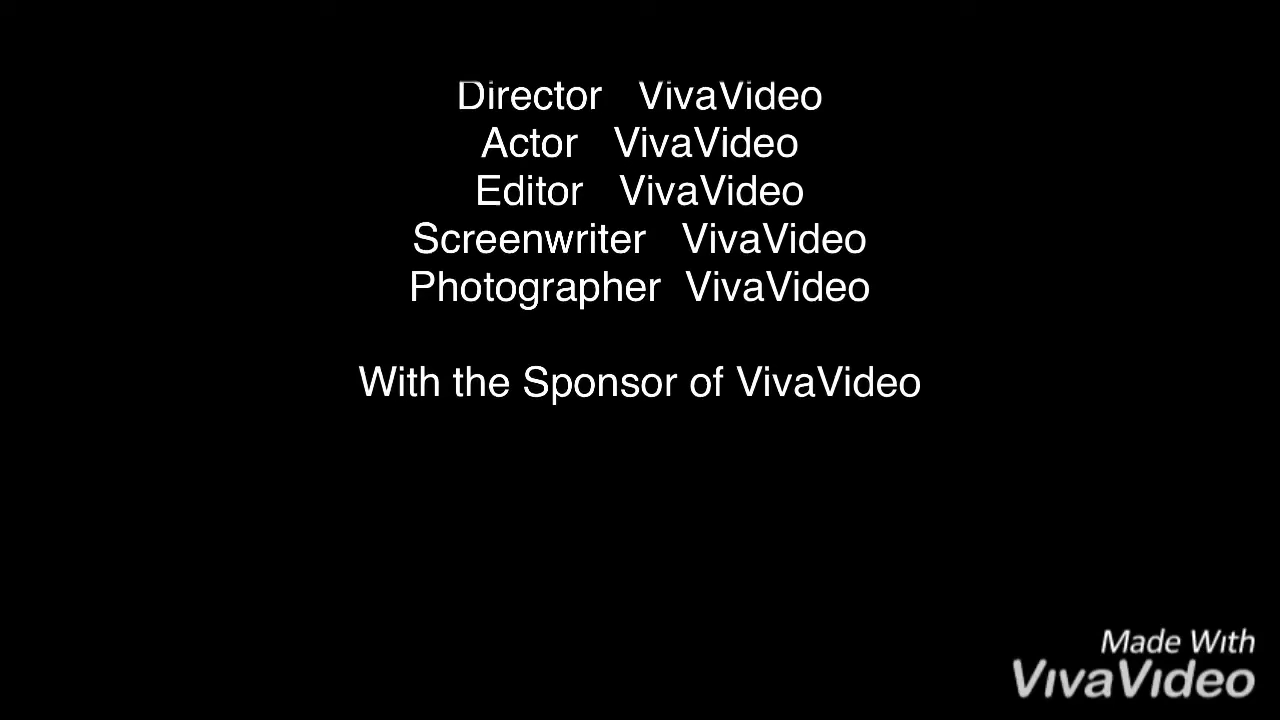 Director VivaVideo
Actor VivaVideo
Editor VivaVideo
Screenwriter VivaVideo
Photographer VivaVideo
With the Sponsor of VivaVideo
Made With
VivaVideo